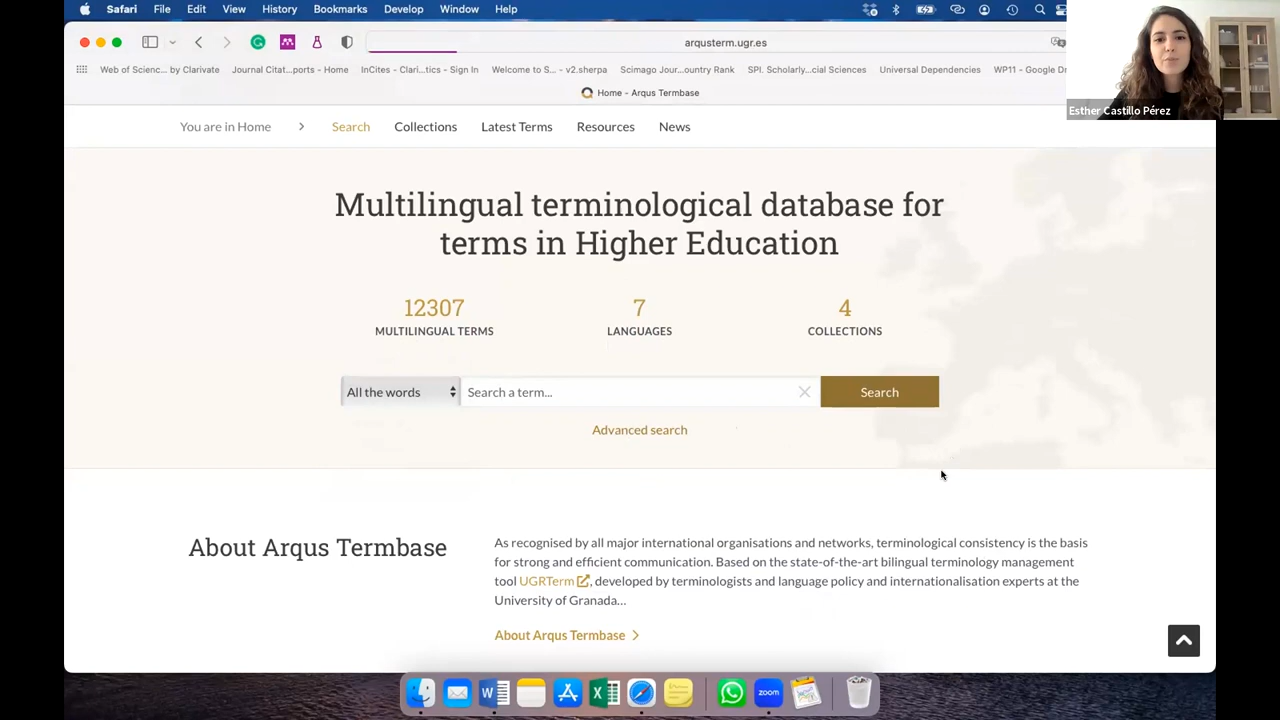 Safari File Edit View History Bookmarks Develop Window Help
arqusterm.ugr.es
Web of Scienc... by Clarivate Journal Citat...ports - Home InCites - Clari...tics - Sign In Welcome to S... - v2.sherpa Scimago Jour...ountry Rank SPI. Scholarly...cial Sciences Universal Dependencies WP11 - Google Dr
Home - Arqus Termbase
Esther Castillo Pérez
You are in Home Search Collections Latest Terms Resources News
Multilingual terminological database for
terms in Higher Education
12307 7 4
MULTILINGUAL TERMS LANGUAGES COLLECTIONS
All the words Search a term... Search
Advanced search
About Arqus Termbase
As recognised by all major international organisations and networks, terminological consistency is the basis
for strong and efficient communication. Based on the state-of-the-art bilingual terminology management
tool UGRTerm, developed by terminologists and language policy and internationalisation experts at the
University of Granada...
About Arqus Termbase
zoom